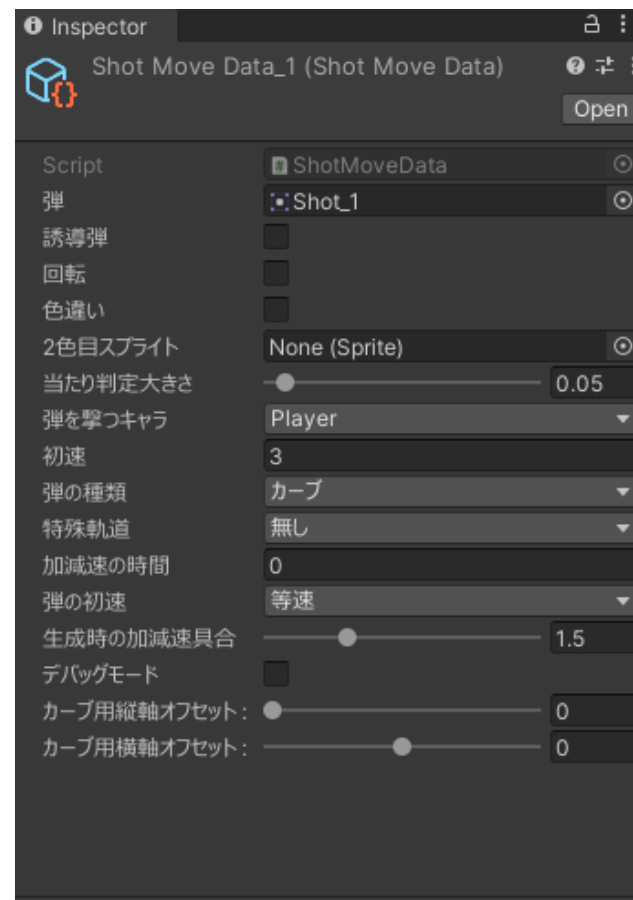 Inspector
Shot Move Data_1 (Shot Move Data)
Open
Script ShotMoveData
弾 Shot_1
誘導弾
回転
色違い
2色目スプライト None (Sprite)
当たり判定大きさ 0.05
弾を撃つキャラ Player
初速 3
弾の種類 カーブ
特殊軌道 無し
加減速の時間 0
弾の初速 等速
生成時の加減速具合 1.5
デバッグモード
カーブ用縦軸オフセット： 0
カーブ用横軸オフセット： 0